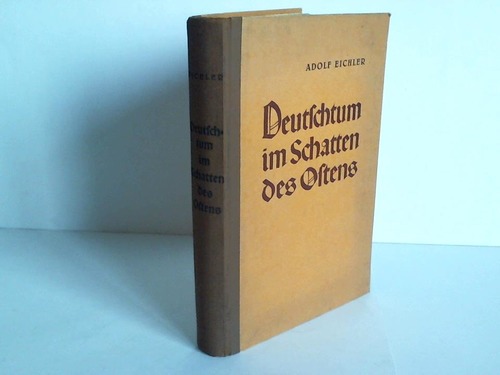 ADOLF EICHLER
Deutſchtum
im Schatten
des Oſtens
EICHLER
Deutſch-
tum
im
Schatten
des
Oſtens